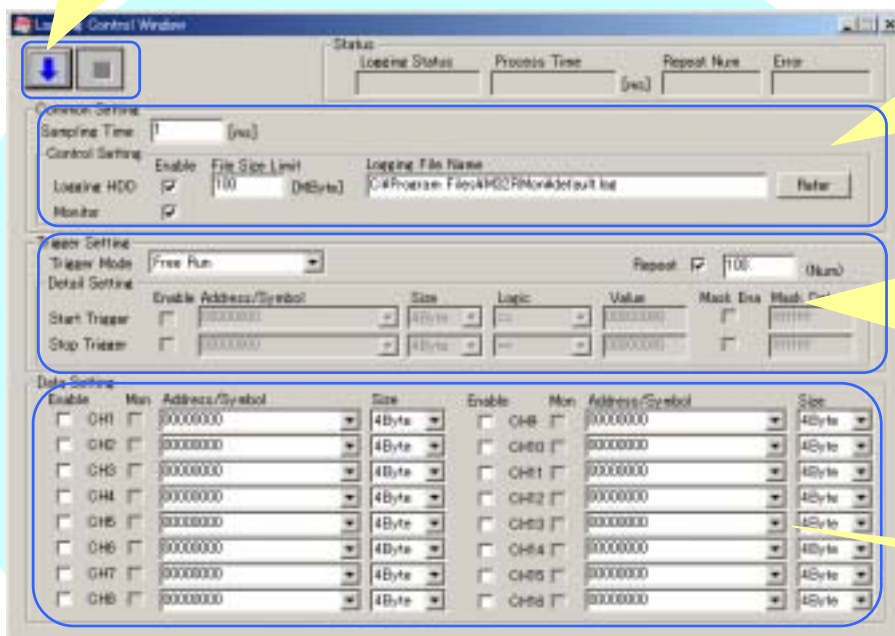 Logging Control Window
Status
Logging Status Process Time Repeat Num Error
[ms]
Common Setting
Sampling Time 1 [ms]
Control Setting
Enable File Size Limit Logging File Name
Logging HDD 100 [MByte] C:¥Program Files¥M32RMon¥default.log Refer
Monitor
Trigger Setting
Trigger Mode Free Run Repeat 100 (Num)
Detail Setting
Enable Address/Symbol Size Logic Value Mask Ena Mask
Start Trigger 00000000 4Byte == 00000000
Stop Trigger 00000000 4Byte == 00000000
Data Setting
Enable Mon Address/Symbol Size Enable Mon Address/Symbol Size
CH1 00000000 4Byte CH9 00000000 4Byte
CH2 00000000 4Byte CH10 00000000 4Byte
CH3 00000000 4Byte CH11 00000000 4Byte
CH4 00000000 4Byte CH12 00000000 4Byte
CH5 00000000 4Byte CH13 00000000 4Byte
CH6 00000000 4Byte CH14 00000000 4Byte
CH7 00000000 4Byte CH15 00000000 4Byte
CH8 00000000 4Byte CH16 00000000 4Byte